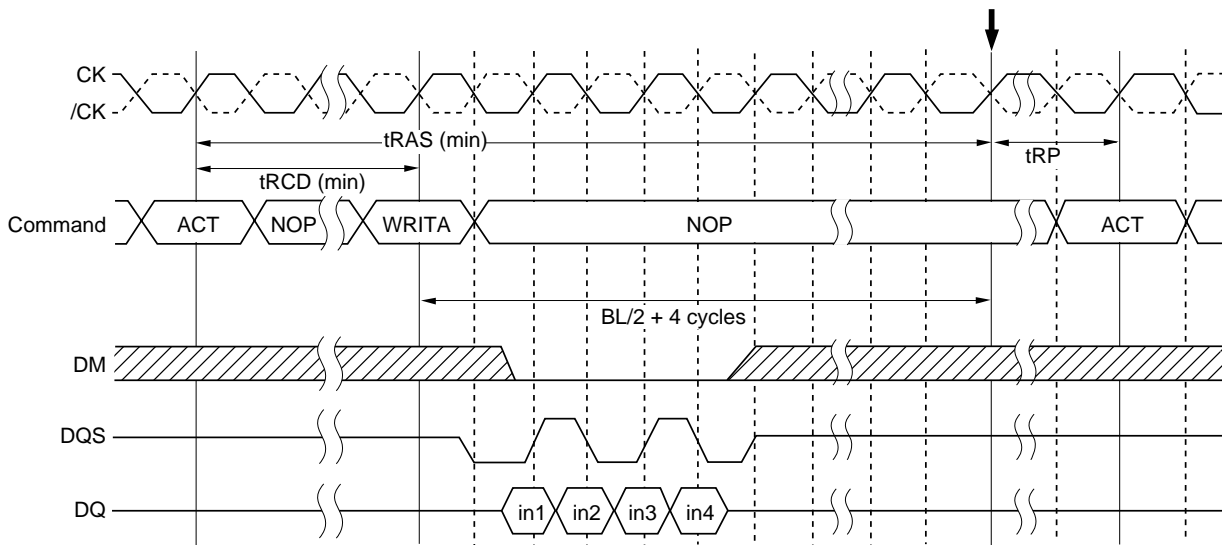 CK
/CK
tRAS (min)
tRP
tRCD (min)
Command ACT NOP WRITA NOP ACT
BL/2 + 4 cycles
DM
DQS
DQ in1 in2 in3 in4